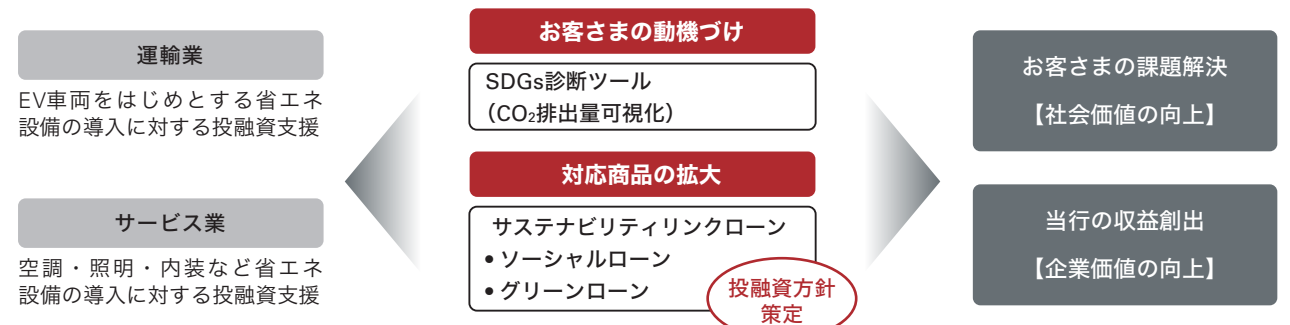 運輸業
EV車両をはじめとする省エネ
設備の導入に対する投融資支援
サービス業
空調・照明・内装など省エネ
設備の導入に対する投融資支援
お客さまの動機づけ
SDGs診断ツール
（CO₂排出量可視化）
対応商品の拡大
サステナビリティリンクローン
•ソーシャルローン
•グリーンローン
投融資方針
策定
お客さまの課題解決
【社会価値の向上】
当行の収益創出
【企業価値の向上】